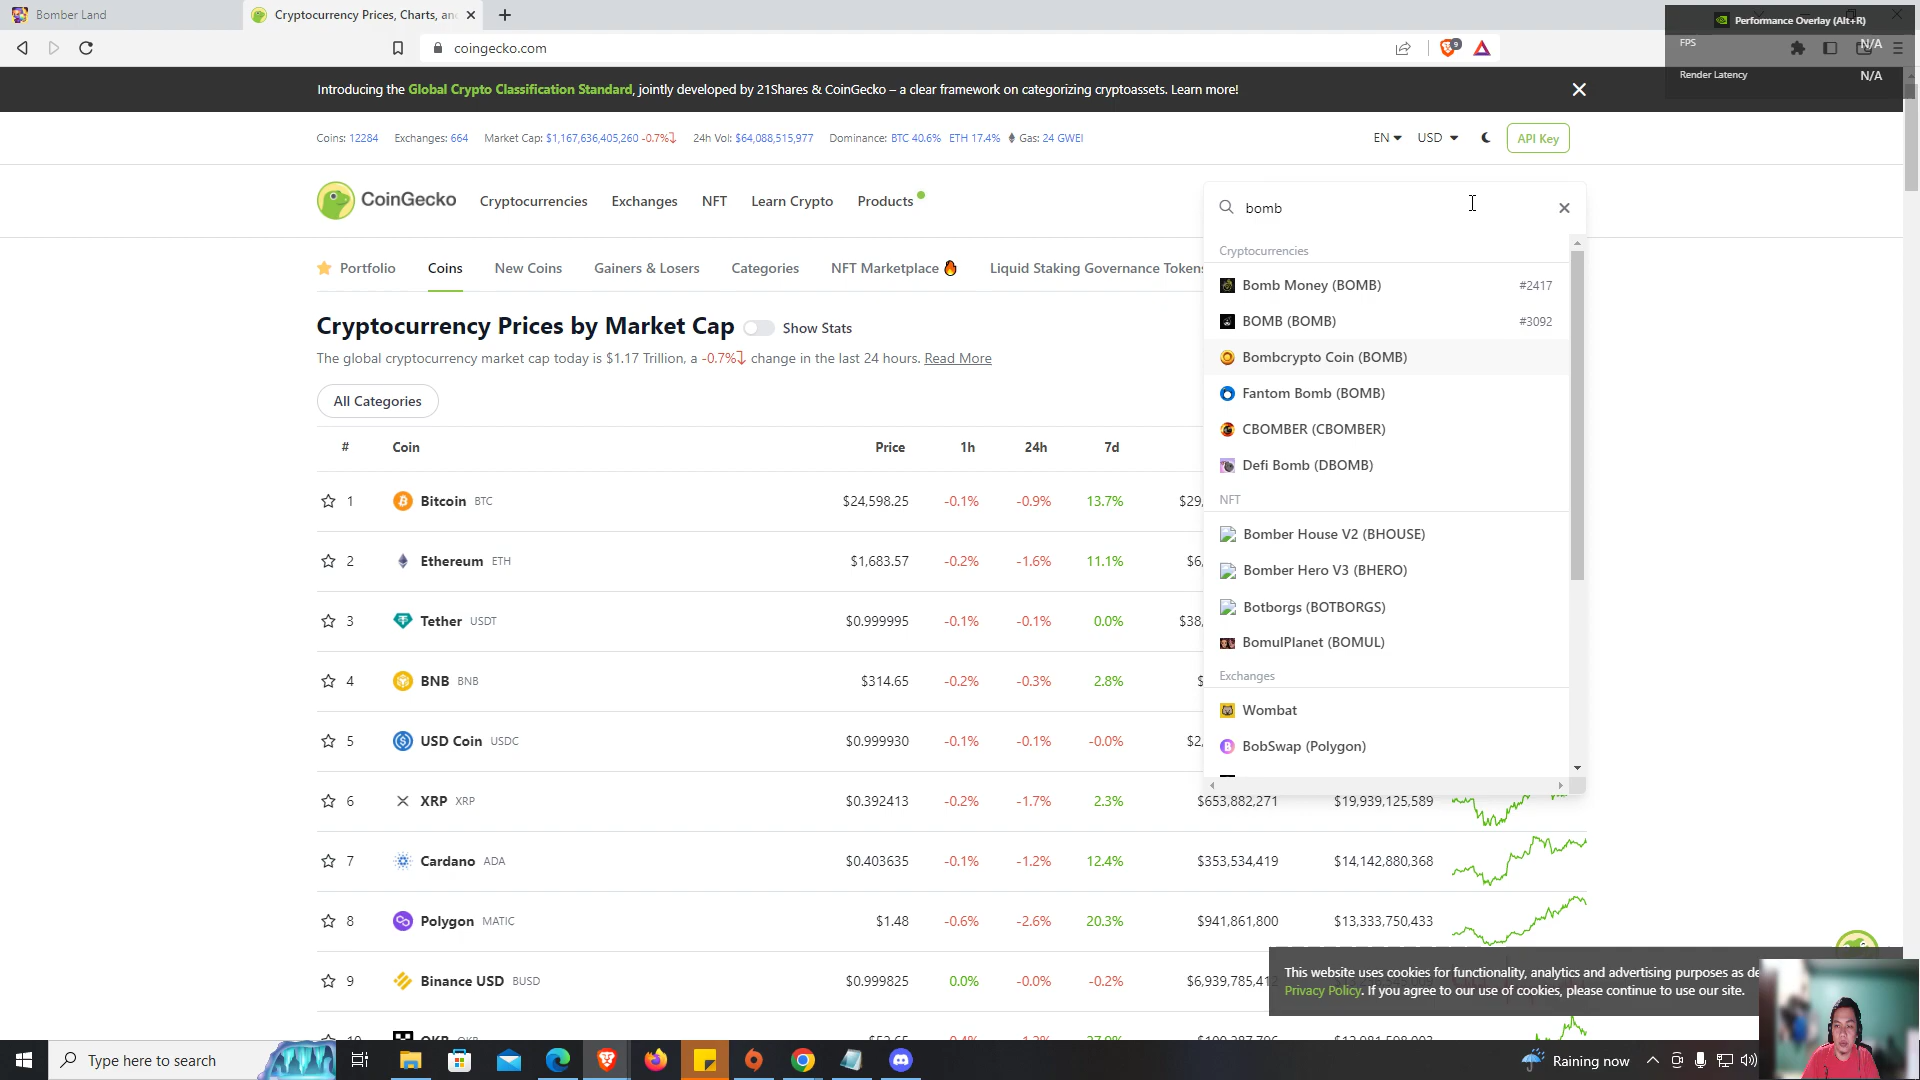 Bomber Land
Cryptocurrency Prices, Charts, an
coingecko.com
9
Performance Overlay (Alt+R)
FPS N/A
Render Latency N/A
Introducing the Global Crypto Classification Standard, jointly developed by 21Shares & CoinGecko – a clear framework on categorizing cryptoassets. Learn more!
Coins: 12284 Exchanges: 664 Market Cap: $1,167,636,405,260 -0.7% 24h Vol: $64,088,515,977 Dominance: BTC 40.6% ETH 17.4% Gas: 24 GWEI
EN USD API Key
CoinGecko Cryptocurrencies Exchanges NFT Learn Crypto Products
bomb
Portfolio Coins New Coins Gainers & Losers Categories NFT Marketplace Liquid Staking Governance Tokens
Cryptocurrency Prices by Market Cap Show Stats
The global cryptocurrency market cap today is $1.17 Trillion, a -0.7% change in the last 24 hours. Read More
All Categories
# Coin Price 1h 24h 7d
1 Bitcoin BTC $24,598.25 -0.1% -0.9% 13.7% $29,
2 Ethereum ETH $1,683.57 -0.2% -1.6% 11.1% $6,
3 Tether USDT $0.999995 -0.1% -0.1% 0.0% $38,
4 BNB BNB $314.65 -0.2% -0.3% 2.8% $
5 USD Coin USDC $0.999930 -0.1% -0.1% -0.0% $2,
6 XRP XRP $0.392413 -0.2% -1.7% 2.3% $653,882,271 $19,939,125,589
7 Cardano ADA $0.403635 -0.1% -1.2% 12.4% $353,534,419 $14,142,880,368
8 Polygon MATIC $1.48 -0.6% -2.6% 20.3% $941,861,800 $13,333,750,433
9 Binance USD BUSD $0.999825 0.0% -0.0% -0.2% $6,939,785,41
Cryptocurrencies
Bomb Money (BOMB) #2417
BOMB (BOMB) #3092
Bombcrypto Coin (BOMB)
Fantom Bomb (BOMB)
CBOMBER (CBOMBER)
Defi Bomb (DBOMB)
NFT
Bomber House V2 (BHOUSE)
Bomber Hero V3 (BHERO)
Botborgs (BOTBORGS)
BomulPlanet (BOMUL)
Exchanges
Wombat
BobSwap (Polygon)
This website uses cookies for functionality, analytics and advertising purposes as de
Privacy Policy. If you agree to our use of cookies, please continue to use our site.
Type here to search
Raining now